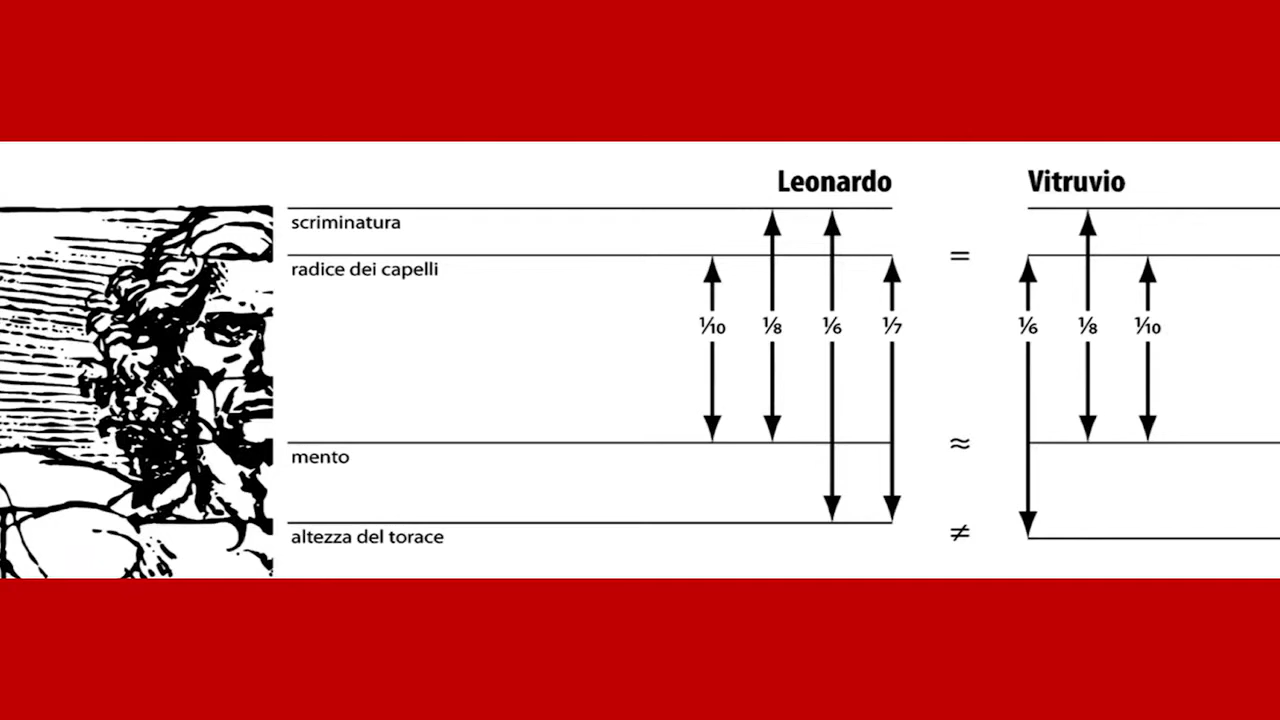 Leonardo Vitruvio
scriminatura
radice dei capelli =
⅒ ⅛ ⅙ ⅐ ⅙ ⅛ ⅒
mento ≈
altezza del torace ≠